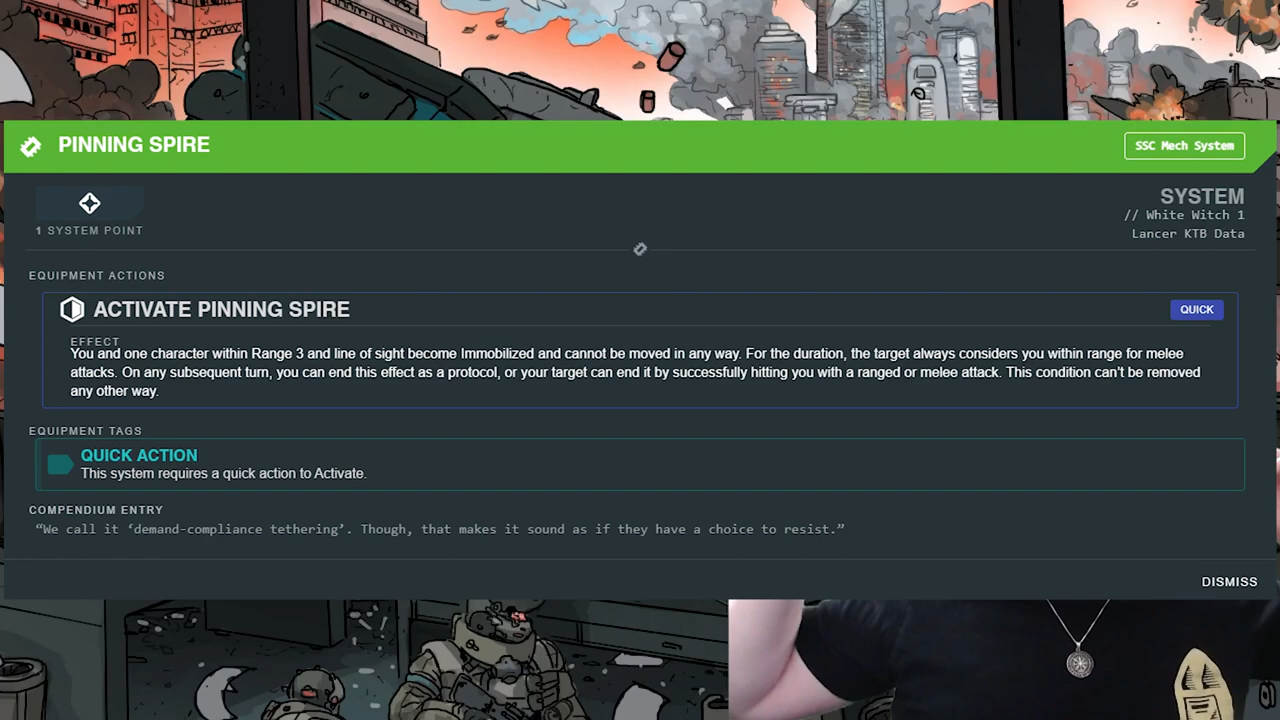 PINNING SPIRE
SSC Mech System
1 SYSTEM POINT
SYSTEM
// White Witch 1
Lancer KTB Data
EQUIPMENT ACTIONS
ACTIVATE PINNING SPIRE
QUICK
EFFECT
You and one character within Range 3 and line of sight become Immobilized and cannot be moved in any way. For the duration, the target always considers you within range for melee
attacks. On any subsequent turn, you can end this effect as a protocol, or your target can end it by successfully hitting you with a ranged or melee attack. This condition can't be removed
any other way.
EQUIPMENT TAGS
QUICK ACTION
This system requires a quick action to Activate.
COMPENDIUM ENTRY
“We call it ‘demand-compliance tethering’. Though, that makes it sound as if they have a choice to resist.”
DISMISS